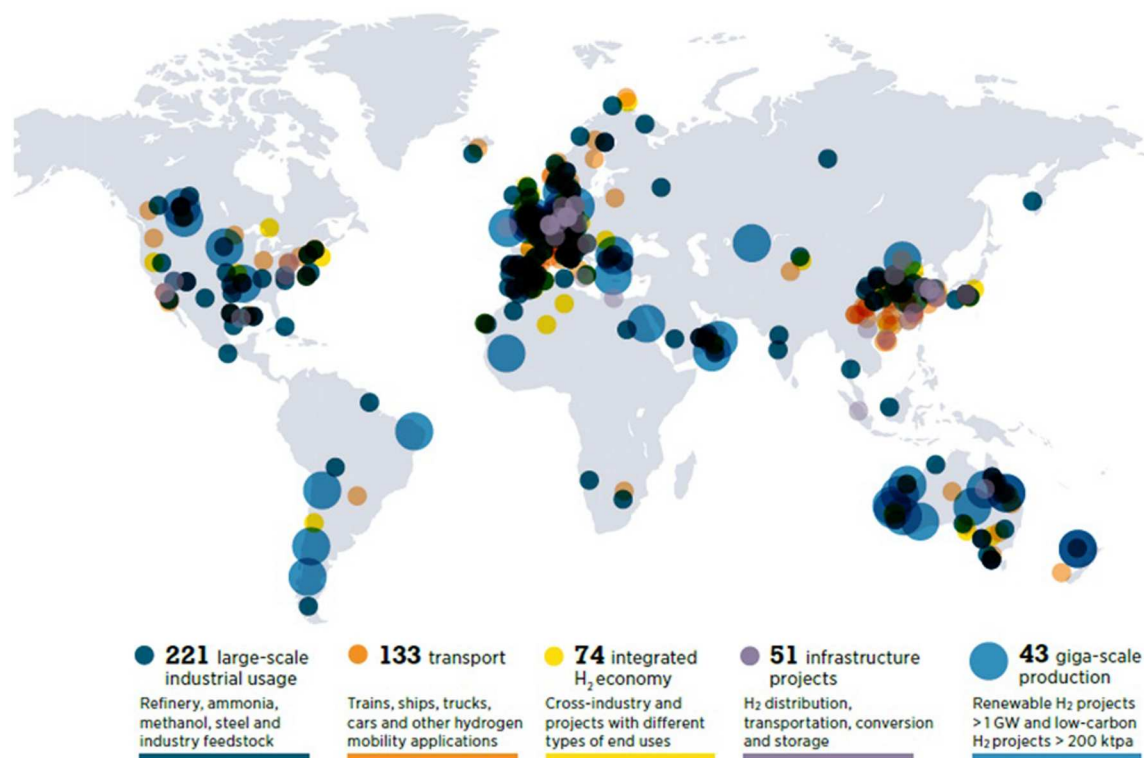 221 large-scale
industrial usage
Refinery, ammonia,
methanol, steel and
industry feedstock
133 transport
Trains, ships, trucks,
cars and other hydrogen
mobility applications
74 integrated
H₂ economy
Cross-industry and
projects with different
types of end uses
51 infrastructure
projects
H₂ distribution,
transportation, conversion
and storage
43 giga-scale
production
Renewable H₂ projects
>1 GW and low-carbon
H₂ projects > 200 ktpa